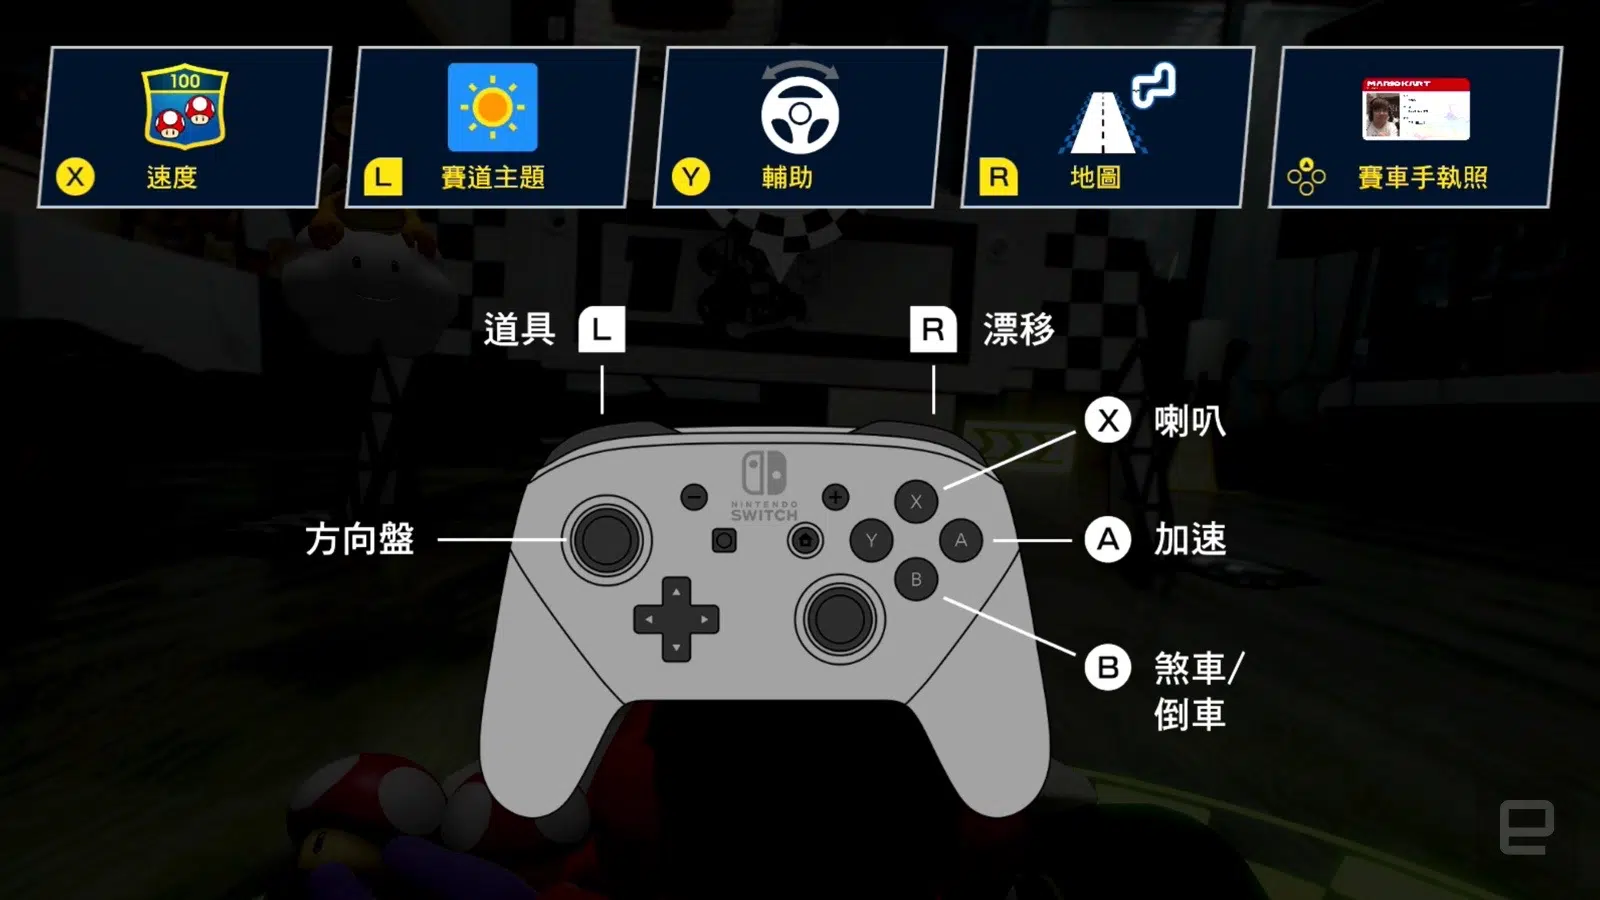 100
X 速度
L 賽道主題
Y 輔助
R 地圖
MARIOKART
賽車手執照
道具 L
R 漂移
X 喇叭
NINTENDO
SWITCH
X
Y
A
B
方向盤
A 加速
B 煞車/
倒車
e